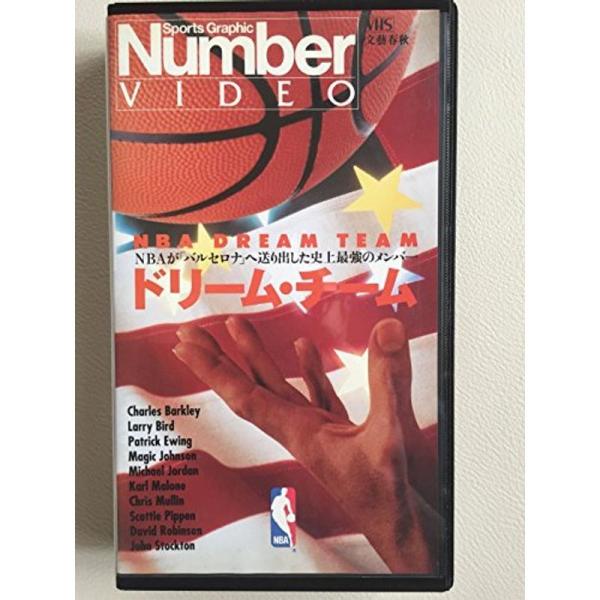 Sports Graphic
Number
VIDEO
VHS
文藝春秋
NBA DREAM TEAM
NBAが「バルセロナ」へ送り出した史上最強のメンバー
ドリーム・チーム
Charles Barkley
Larry Bird
Patrick Ewing
Magic Johnson
Michael Jordan
Karl Malone
Chris Mullin
Scottie Pippen
David Robinson
John Stockton
NBA